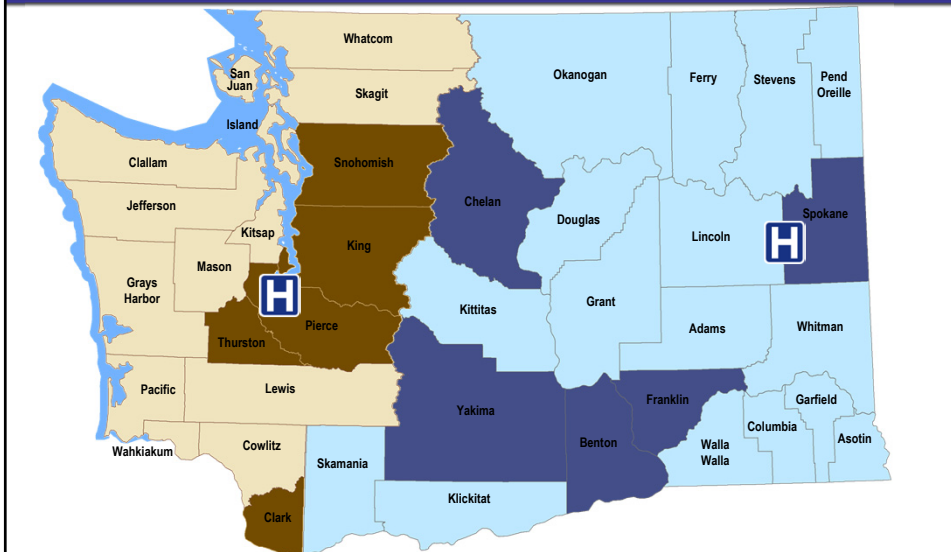 Whatcom
San
Juan
Skagit
Island
Okanogan
Ferry
Stevens
Pend
Oreille
Clallam
Snohomish
Jefferson
Chelan
Spokane
Douglas
Kitsap
King
Lincoln
H
Mason
Grays
Harbor
H
Kittitas
Grant
Pierce
Adams
Whitman
Thurston
Pacific
Lewis
Yakima
Franklin
Garfield
Columbia
Asotin
Wahkiakum
Cowlitz
Skamania
Benton
Walla
Walla
Klickitat
Clark